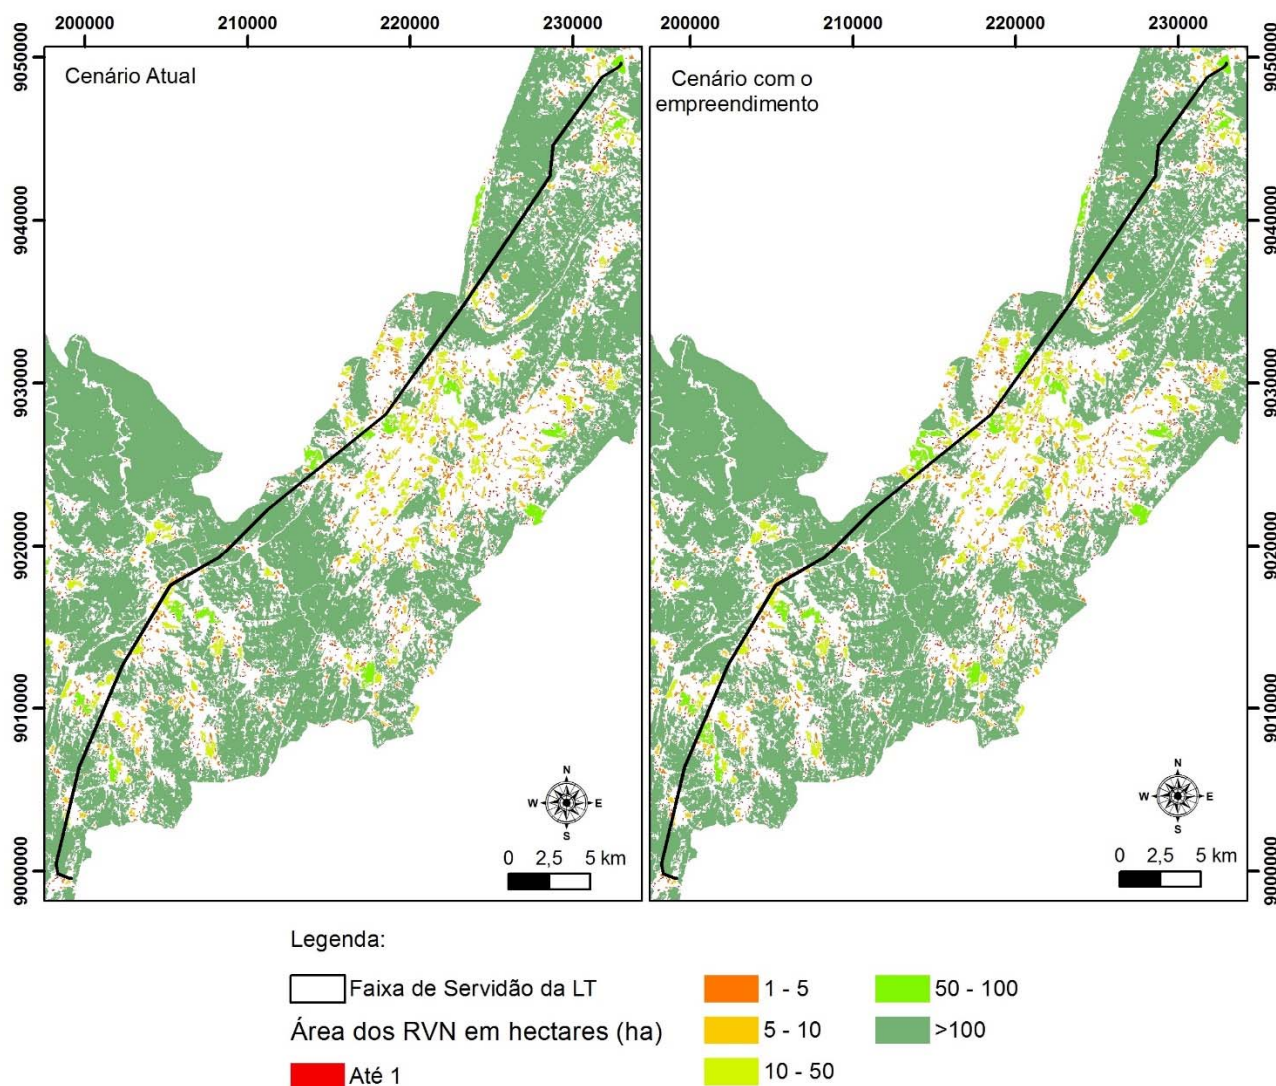 200000 210000 220000 230000 200000 210000 220000 230000
9050000 9050000
Cenário Atual
Cenário com o
empreendimento
9040000 9040000
9030000 9030000
9020000 9020000
9010000 9010000
N N
W E W E
S S
9000000 9000000
0 2,5 5 km 0 2,5 5 km
Legenda:
Faixa de Servidão da LT 1 - 5 50 - 100
Área dos RVN em hectares (ha) 5 - 10 >100
Até 1 10 - 50